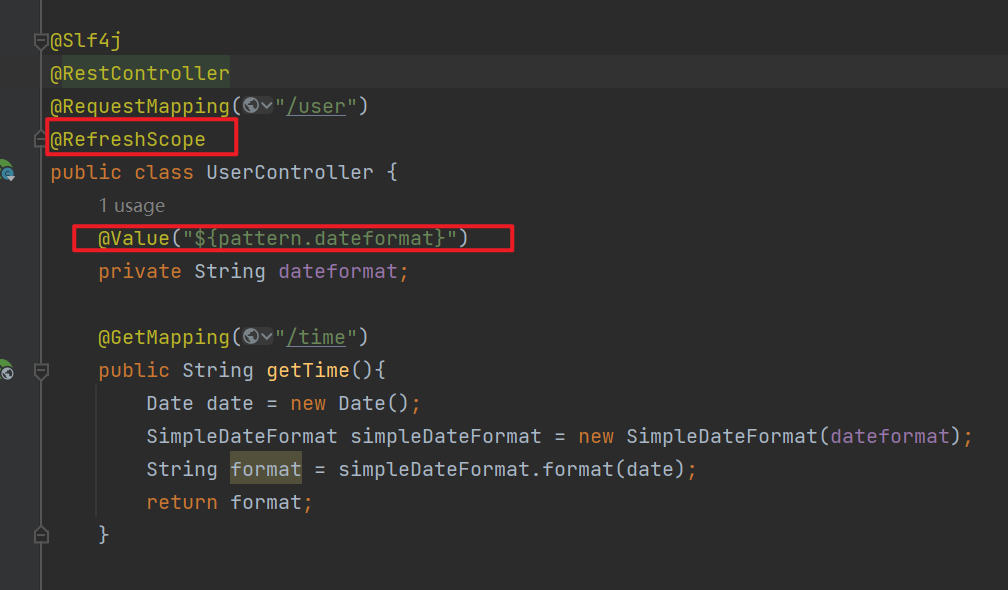 @Slf4j
@RestController
@RequestMapping("/user")
@RefreshScope
public class UserController {
1 usage
@Value("${pattern.dateformat}")
private String dateformat;
@GetMapping("/time")
public String getTime(){
Date date = new Date();
SimpleDateFormat simpleDateFormat = new SimpleDateFormat(dateformat);
String format = simpleDateFormat.format(date);
return format;
}